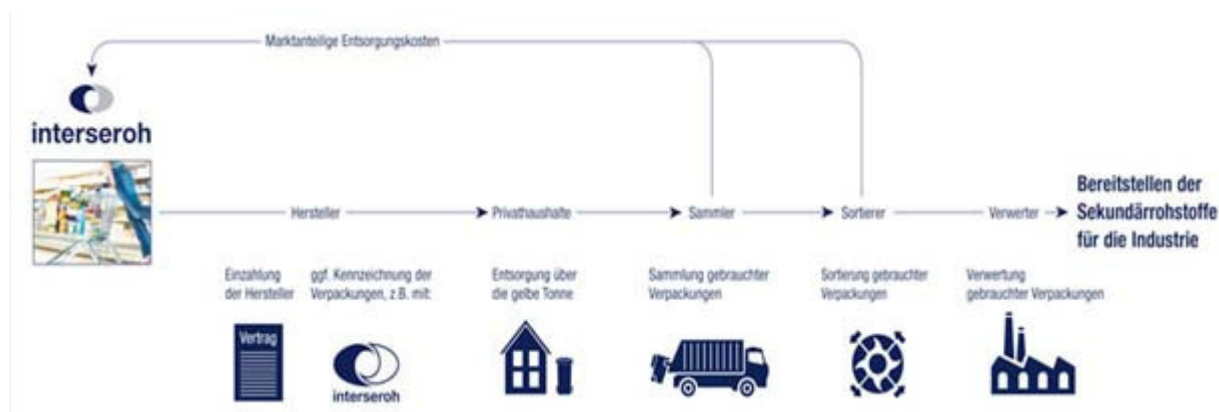 Marktanteilige Entsorgungskosten
interseroh
Hersteller
Privathaushalte
Sammler
Sortierer
Verwerter
Bereitstellen der
Sekundärrohstoffe
für die Industrie
Einzahlung
der Hersteller
ggf. Kennzeichnung der
Verpackungen, z.B. mit:
Entsorgung über
die gelbe Tonne
Sammlung gebrauchter
Verpackungen
Sortierung gebrauchter
Verpackungen
Verwertung
gebrauchter Verpackungen
Vertrag
interseroh